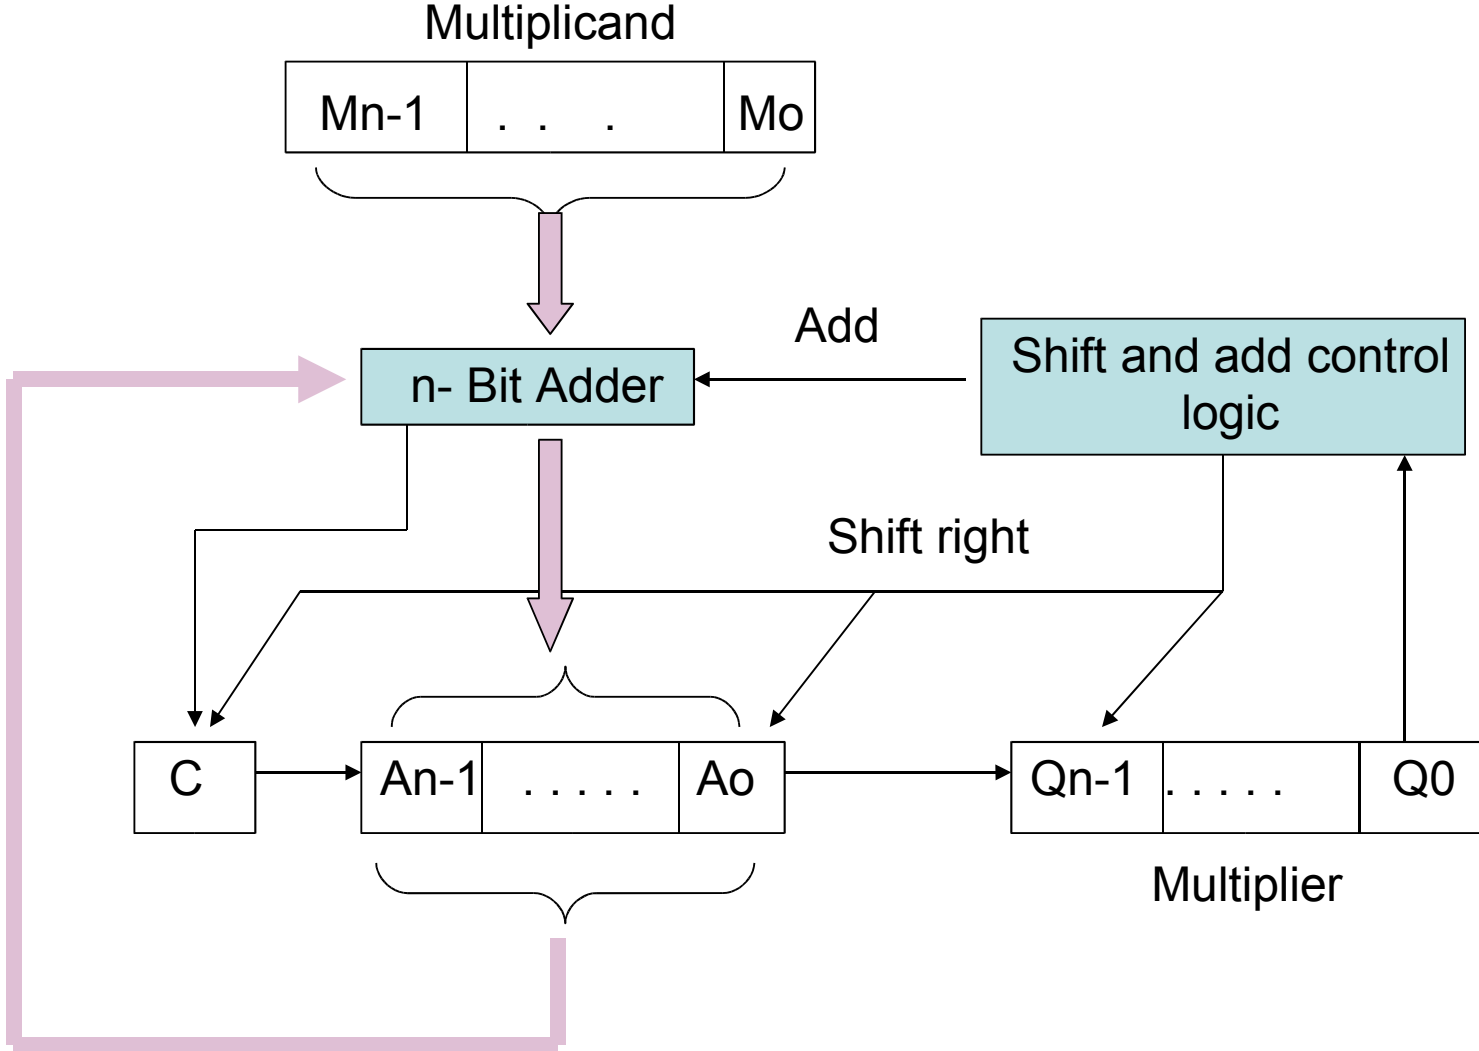 Multiplicand
Mn-1 . . . Mo
Add
n- Bit Adder
Shift and add control
logic
Shift right
C An-1 . . . . . Ao Qn-1 . . . . . Q0
Multiplier